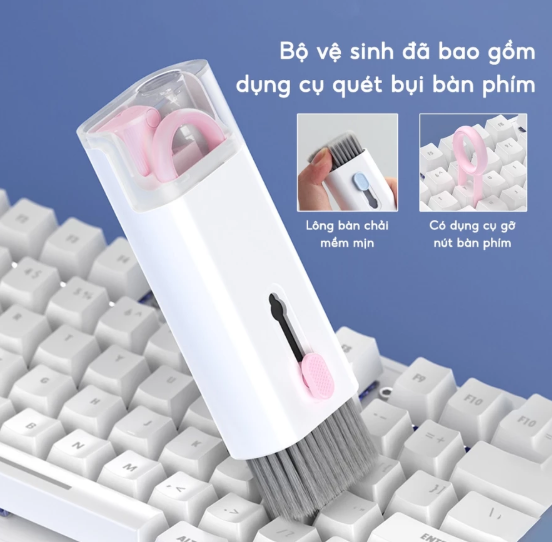 Bộ vệ sinh đã bao gồm
dụng cụ quét bụi bàn phím
Lông bàn chải
mềm mịn
Có dụng cụ gỡ
nút bàn phím